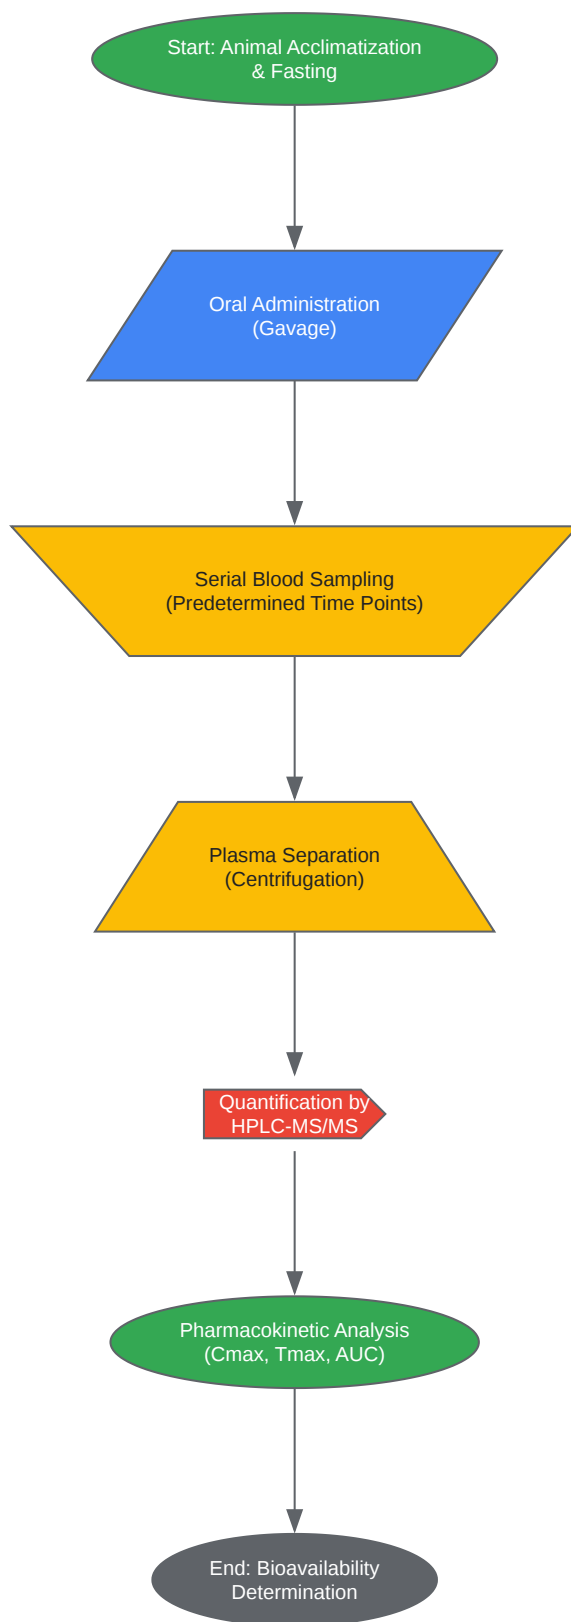 Start: Animal Acclimatization
& Fasting
Oral Administration
(Gavage)
Serial Blood Sampling
(Predetermined Time Points)
Plasma Separation
(Centrifugation)
Quantification by
HPLC-MS/MS
Pharmacokinetic Analysis
(Cmax, Tmax, AUC)
End: Bioavailability
Determination